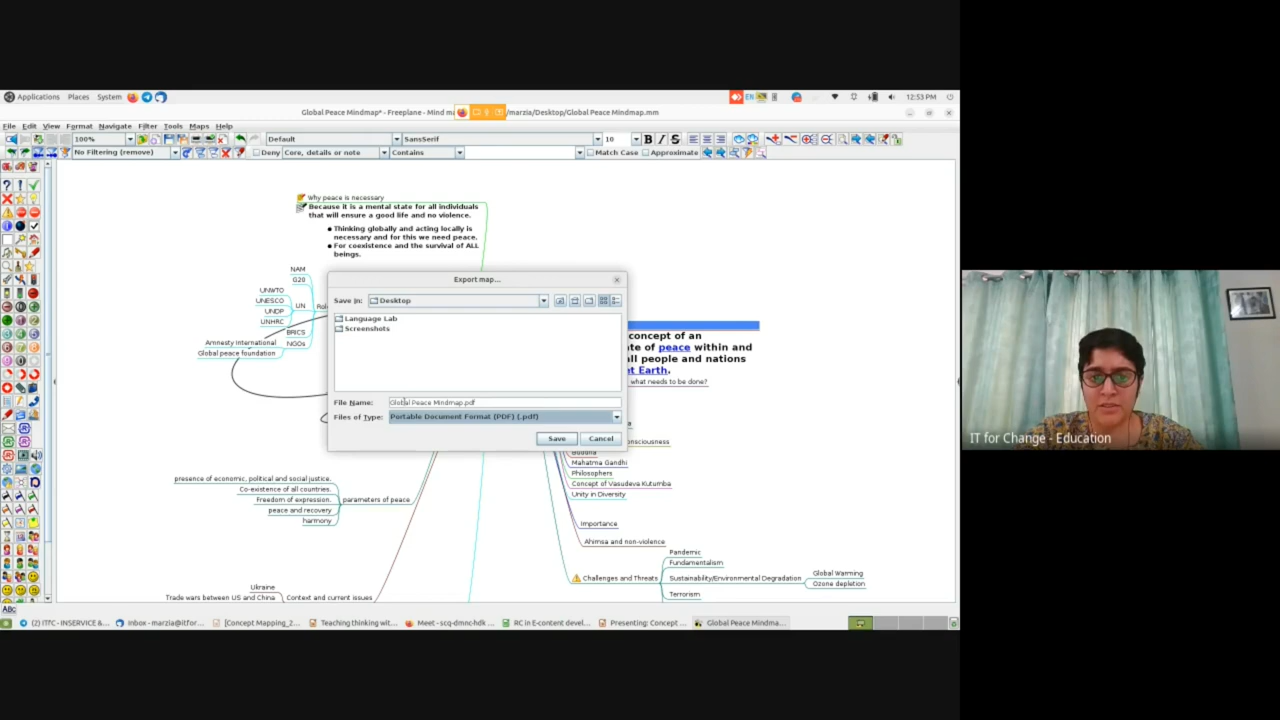 Applications Places System
EN
12:53 PM
Global Peace Mindmap* - Freeplane - Mind m
/marzia/Desktop/Global Peace Mindmap.mm
File Edit View Format Navigate Filter Tools Maps Help
100%
Default
SansSerif
10
B I S
No Filtering (remove)
Deny
Core, details or note
Contains
Match Case
Approximate
Why peace is necessary
Because it is a mental state for all individuals
that will ensure a good life and no violence.
Thinking globally and acting locally is
necessary and for this we need peace.
For coexistence and the survival of ALL
beings.
NAM
G20
UNWTO
UNESCO
UN
UNDP
UNHRC
BRICS
Amnesty International
NGOs
Global peace foundation
Export map...
Save In:
Desktop
Language Lab
Screenshots
File Name:
Global Peace Mindmap.pdf
Files of Type:
Portable Document Format (PDF) (.pdf)
Save
Cancel
concept of an
peace within and
people and nations
Earth.
what needs to be done?
Buddha
Mahatma Gandhi
Philosophers
Concept of Vasudeva Kutumba
Unity in Diversity
Importance
Ahimsa and non-violence
Pandemic
Fundamentalism
Challenges and Threats
Sustainability/Environmental Degradation
Global Warming
Ozone depletion
Terrorism
presence of economic, political and social justice.
Co-existence of all countries.
Freedom of expression.
parameters of peace
peace and recovery
harmony
Ukraine
Trade wars between US and China
Context and current issues
ABC
(2) ITfC - INSERVICE &...
Inbox - marzia@itfor...
[Concept Mapping_2...
Teaching thinking wit...
Meet - scq-dmnc-hdk ...
RC in E-content devel...
Presenting: Concept ...
Global Peace Mindma...
IT for Change - Education